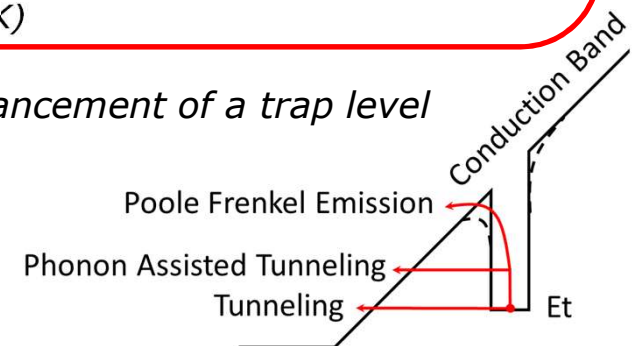 K)
ancement of a trap level
Conduction Band
Poole Frenkel Emission
Phonon Assisted Tunneling
Tunneling
Et